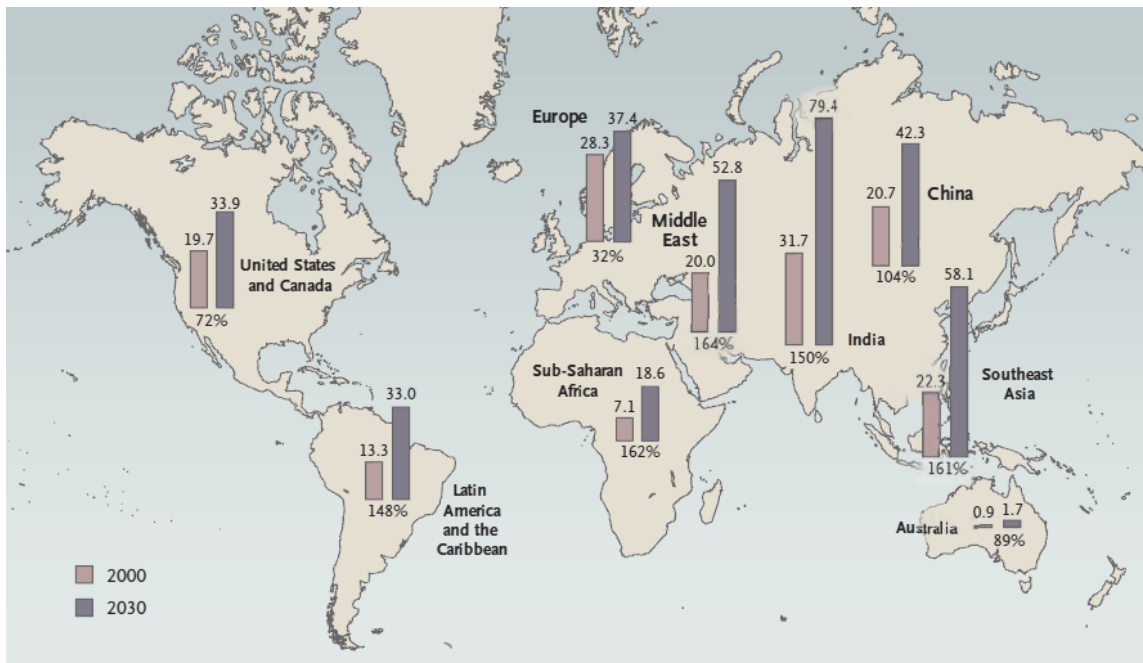 Europe
28.3
37.4
32%
79.4
52.8
Middle
East
20.0
164%
31.7
150%
India
42.3
20.7
China
104%
33.9
19.7
United States
and Canada
72%
58.1
22.3
Southeast
Asia
161%
Sub-Saharan
Africa
18.6
7.1
162%
33.0
13.3
148%
Latin
America
and the
Caribbean
0.9
1.7
Australia
89%
2000
2030